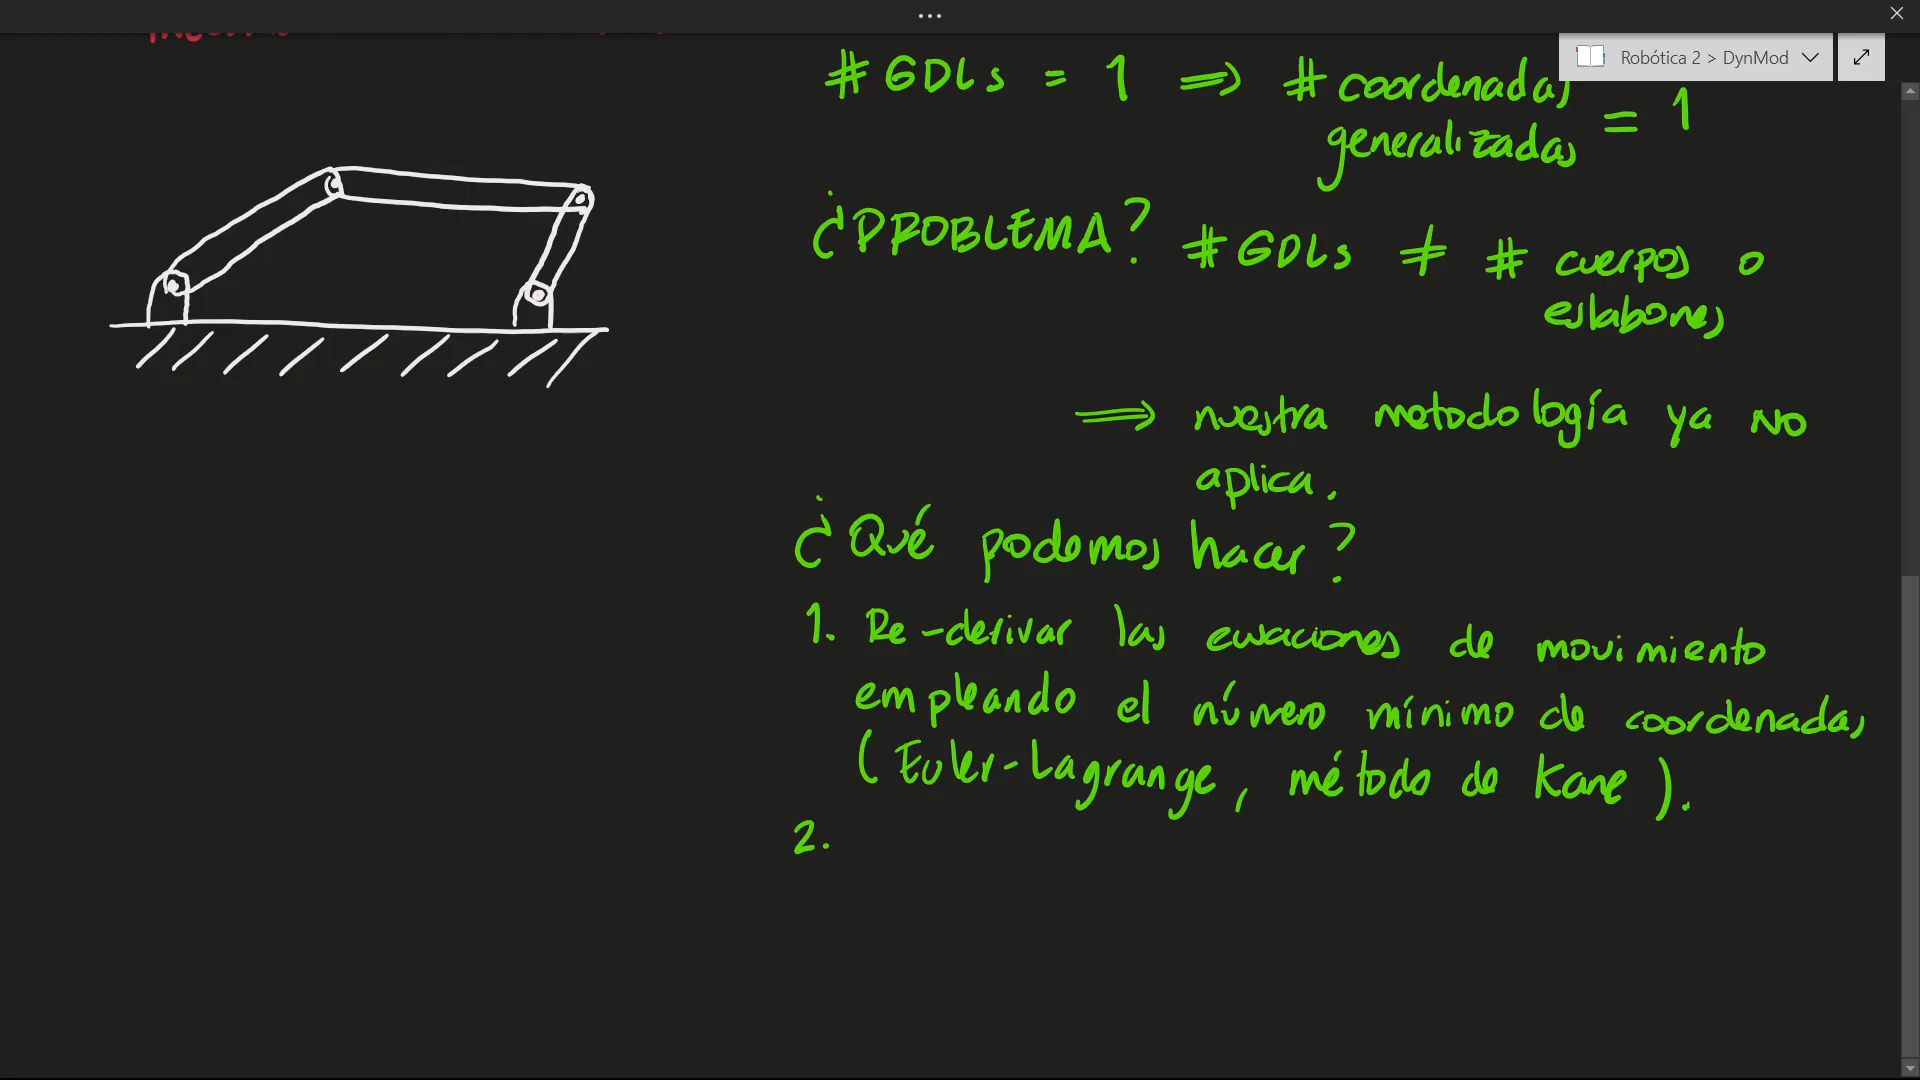 Robótica 2 > DynMod
# GDLs = 1 ⟹ # coordenadas generalizadas = 1
¿PROBLEMA? # GDLs ≠ # cuerpos o
eslabones
⟹ nuestra metodología ya NO
aplica.
¿Qué podemos hacer?
1. Re-derivar las ecuaciones de movimiento
empleando el número mínimo de coordenadas
(Euler-Lagrange, método de Kane).
2.